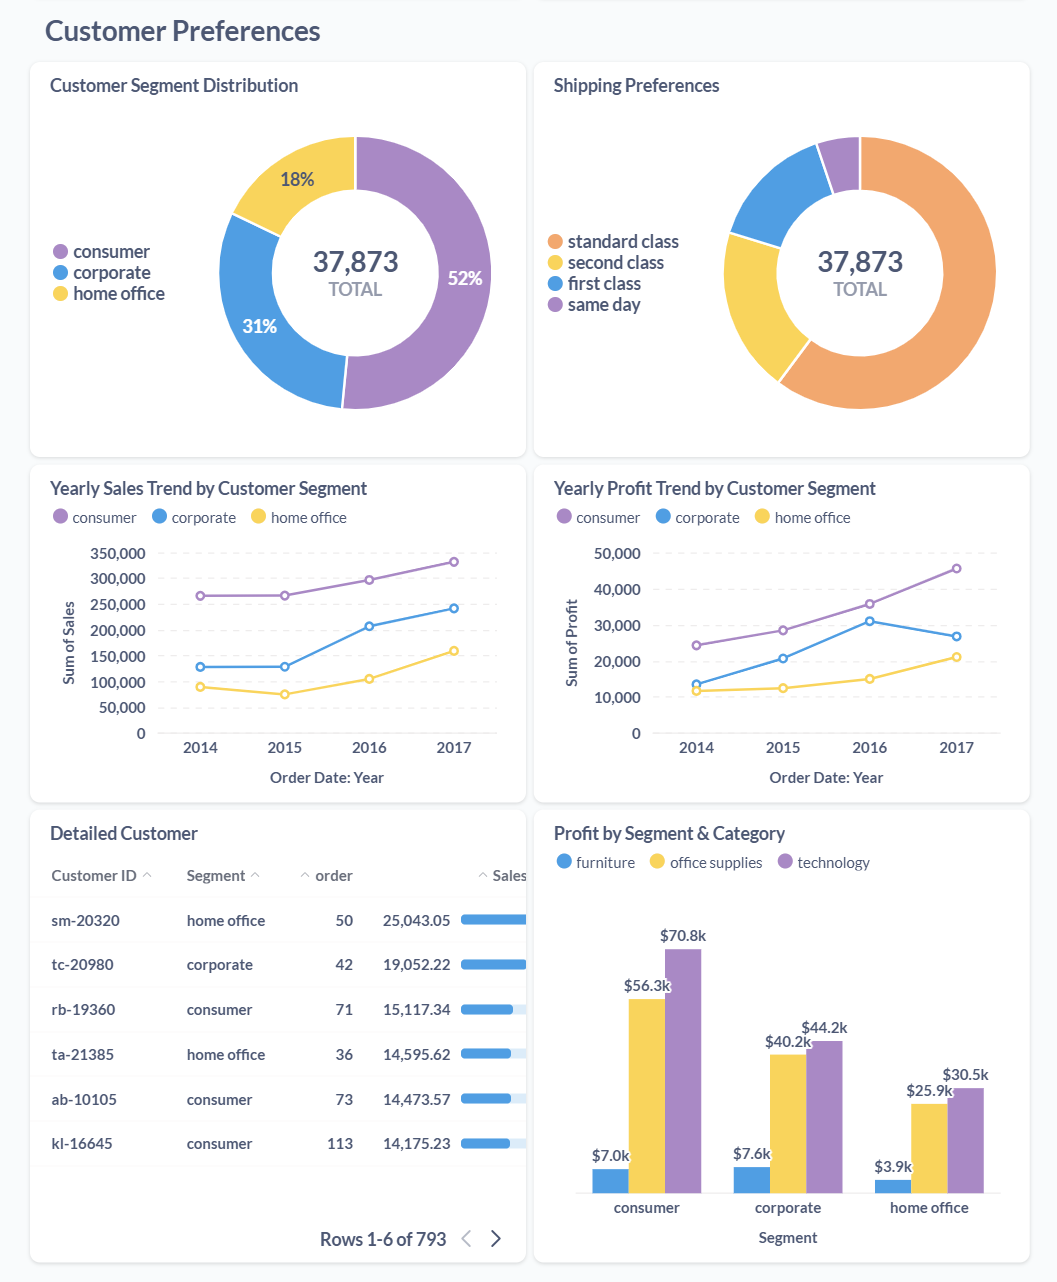 Customer Preferences
Customer Segment Distribution
18%
consumer
corporate
home office
37,873
TOTAL
52%
31%
Shipping Preferences
standard class
second class
first class
same day
37,873
TOTAL
Yearly Sales Trend by Customer Segment
consumer corporate home office
350,000
300,000
250,000
200,000
150,000
100,000
50,000
0
Sum of Sales
2014 2015 2016 2017
Order Date: Year
Yearly Profit Trend by Customer Segment
consumer corporate home office
50,000
40,000
30,000
20,000
10,000
0
Sum of Profit
2014 2015 2016 2017
Order Date: Year
Detailed Customer
Customer ID Segment order Sales
sm-20320 home office 50 25,043.05
tc-20980 corporate 42 19,052.22
rb-19360 consumer 71 15,117.34
ta-21385 home office 36 14,595.62
ab-10105 consumer 73 14,473.57
kl-16645 consumer 113 14,175.23
Rows 1-6 of 793
Profit by Segment & Category
furniture office supplies technology
$7.0k $56.3k $70.8k
$7.6k $40.2k $44.2k
$3.9k $25.9k $30.5k
consumer corporate home office
Segment